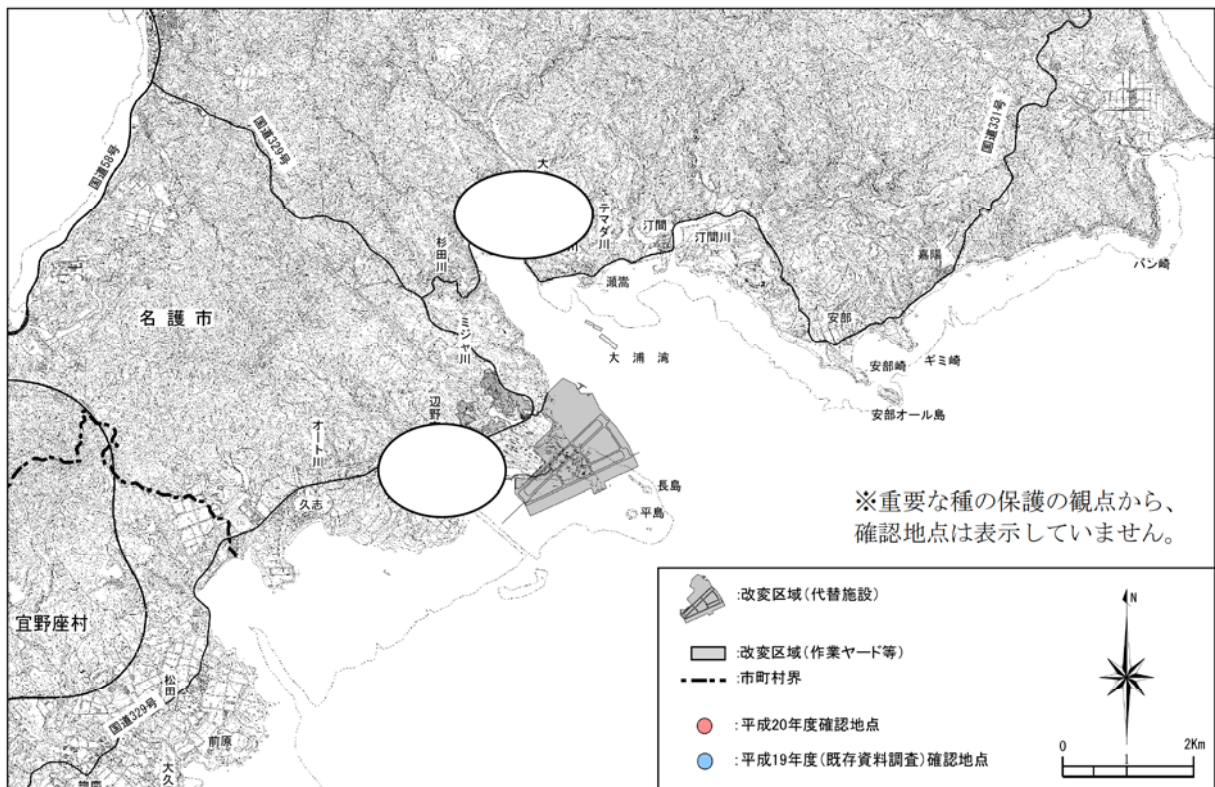 国道58号
国道329号
国道331号
大
テマダ川
汀間
汀間川
杉田川
嘉陽
バン崎
瀬嵩
名護市
ミジャ川
大浦湾
安部
安部崎
ギミ崎
安部オール島
辺野
オート川
久志
長島
平島
※重要な種の保護の観点から、
確認地点は表示していません。
宜野座村
松田
国道329号
前原
大久
:改変区域(代替施設)
:改変区域(作業ヤード等)
:市町村界
:平成20年度確認地点
:平成19年度(既存資料調査)確認地点
N
0
1
2Km